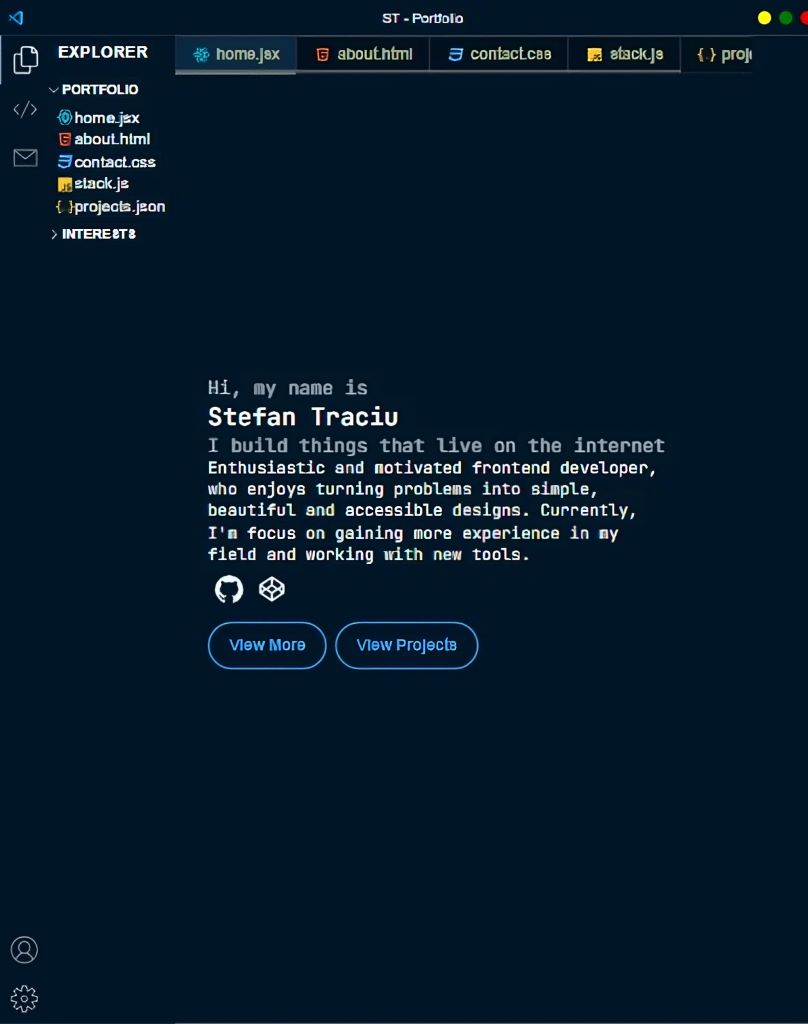 ST - Portfolio
EXPLORER
PORTFOLIO
home.jsx
about.html
contact.css
stack.js
projects.json
INTERESTS
home.jsx
about.html
contact.css
stack.js
proj
Hi, my name is
Stefan Traciu
I build things that live on the internet
Enthusiastic and motivated frontend developer,
who enjoys turning problems into simple,
beautiful and accessible designs. Currently,
I'm focus on gaining more experience in my
field and working with new tools.
View More
View Projects